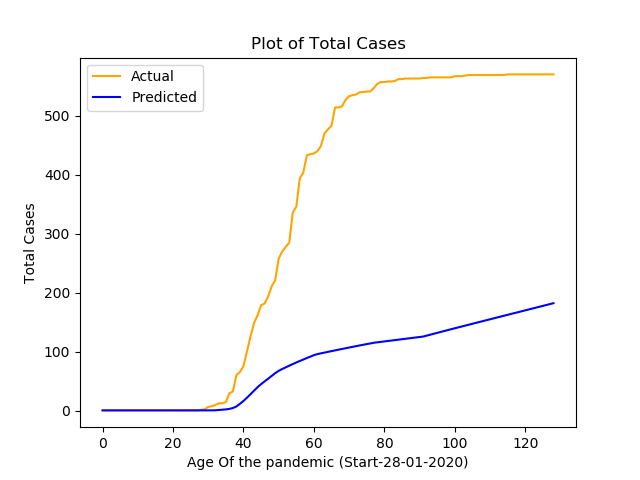 Plot of Total Cases
Actual
Predicted
500
400
300
200
100
0
Total Cases
0 20 40 60 80 100 120
Age Of the pandemic (Start-28-01-2020)